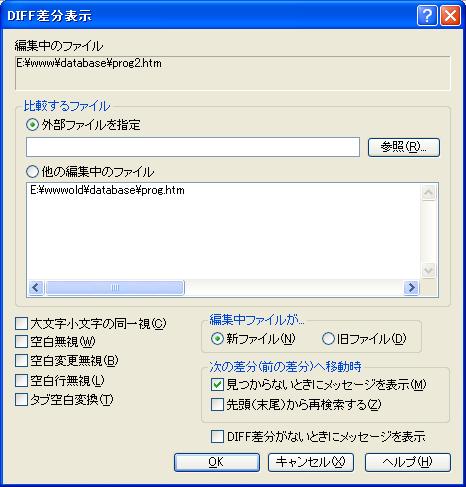 DIFF差分表示
編集中のファイル
E:¥www¥database¥prog2.htm
比較するファイル
外部ファイルを指定
参照(R)...
他の編集中のファイル
E:¥wwwold¥database¥prog.htm
大文字小文字の同一視(C)
空白無視(W)
空白変更無視(B)
空白行無視(L)
タブ空白変換(T)
編集中ファイルが...
新ファイル(N)
旧ファイル(D)
次の差分(前の差分)へ移動時
見つからないときにメッセージを表示(M)
先頭(末尾)から再検索する(Z)
DIFF差分がないときにメッセージを表示
OK
キャンセル(X)
ヘルプ(H)